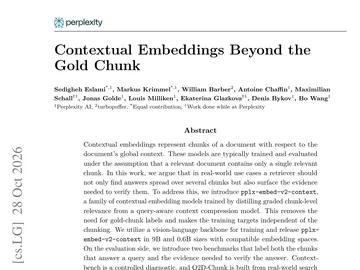 perplexity
Contextual Embeddings Beyond the
Gold Chunk
Sedigheh Eslami*,1, Markus Krimmel*,1, William Barber2, Antoine Chaffin1, Maximilian
Schall†1, Jonas Golde1, Louis Milliken1, Ekaterina Glazkova†1, Denis Bykov1, Bo Wang1
1Perplexity AI, 2turbopuffer. *Equal contribution, †Work done while at Perplexity
Abstract
Contextual embeddings represent chunks of a document with respect to the
document's global context. These models are typically trained and evaluated
under the assumption that a relevant document contains only a single relevant
chunk. In this work, we argue that in real-world use cases a retriever should
not only find answers spread over several chunks but also surface the evidence
needed to verify them. To address this, we introduce pplx-embed-v2-context,
a family of contextual embedding models trained by distilling graded chunk-level
relevance from a query-aware context compression model. This removes the
need for gold-chunk labels and makes the training targets independent of the
chunking. We utilize a vision-language backbone for training and release pplx-
embed-v2-context in 9B and 0.6B sizes with compatible embedding spaces.
On the evaluation side, we introduce two benchmarks that label both the chunks
that answer a query and the evidence needed to verify the answer. Context-
bench is a controlled diagnostic, and Q2D-Chunk is built from real-world search
[cs.LG] 28 Oct 2026